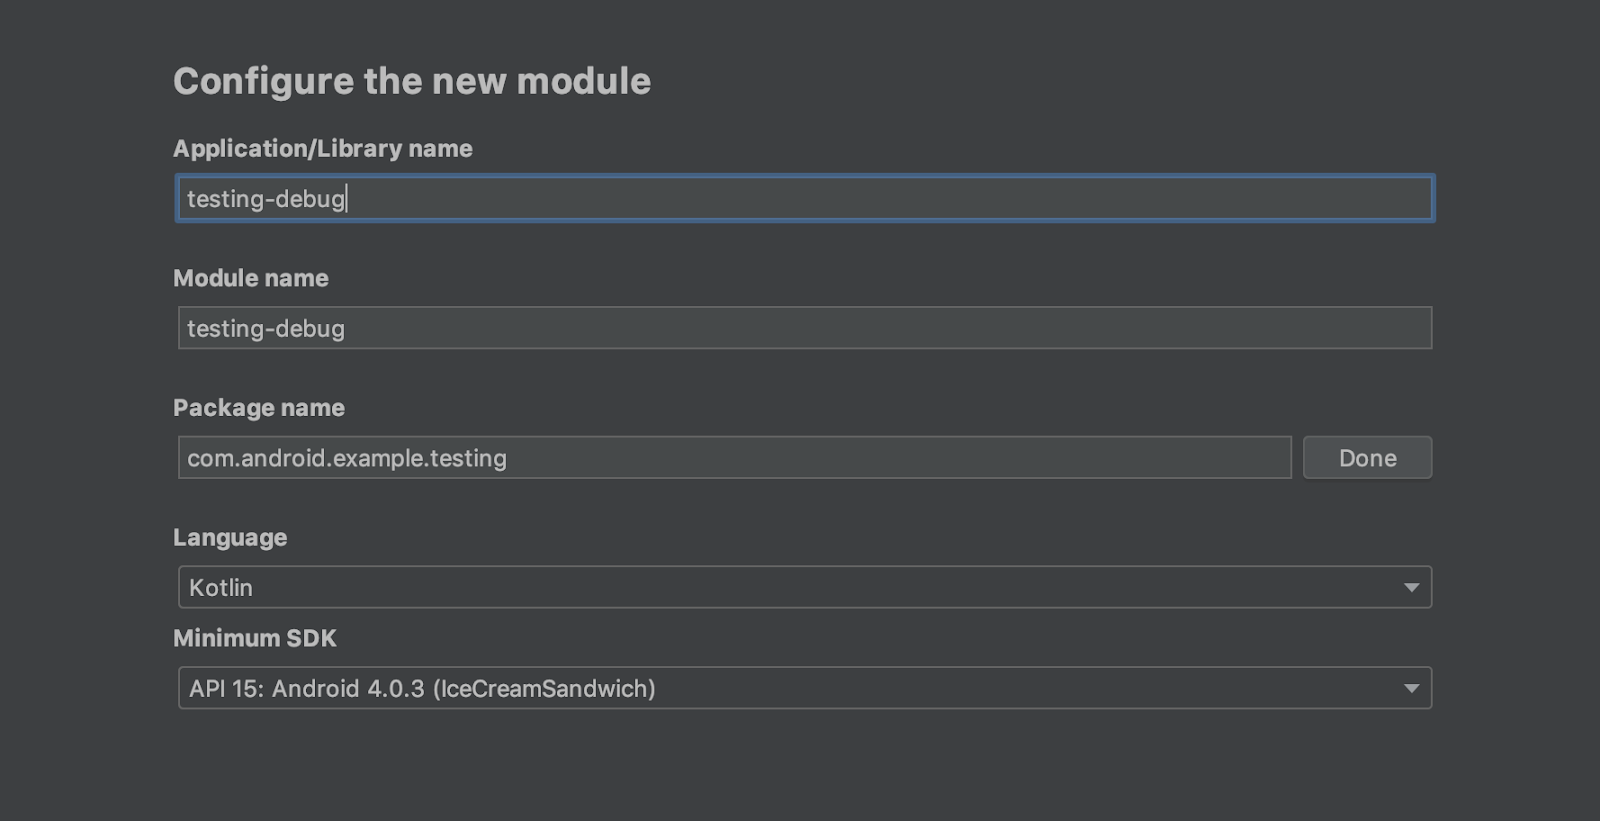 Configure the new module
Application/Library name
testing-debug
Module name
testing-debug
Package name
com.android.example.testing
Done
Language
Kotlin
Minimum SDK
API 15: Android 4.0.3 (IceCreamSandwich)